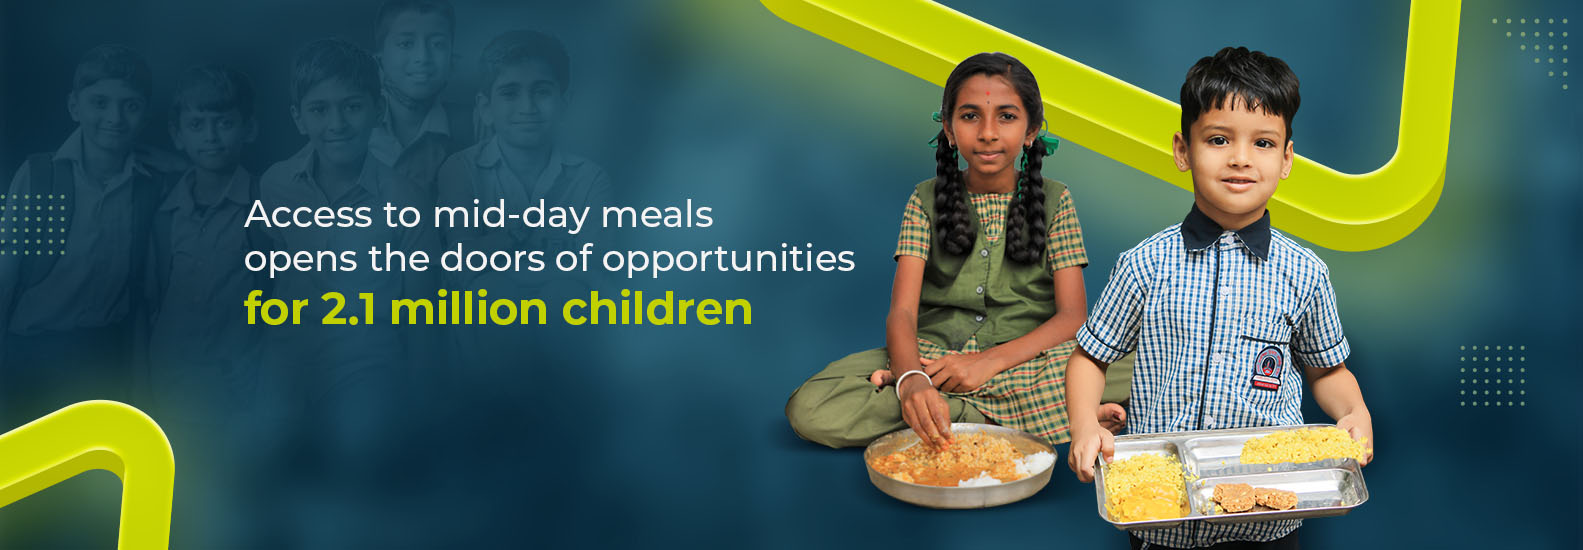 Access to mid-day meals
opens the doors of opportunities
for 2.1 million children